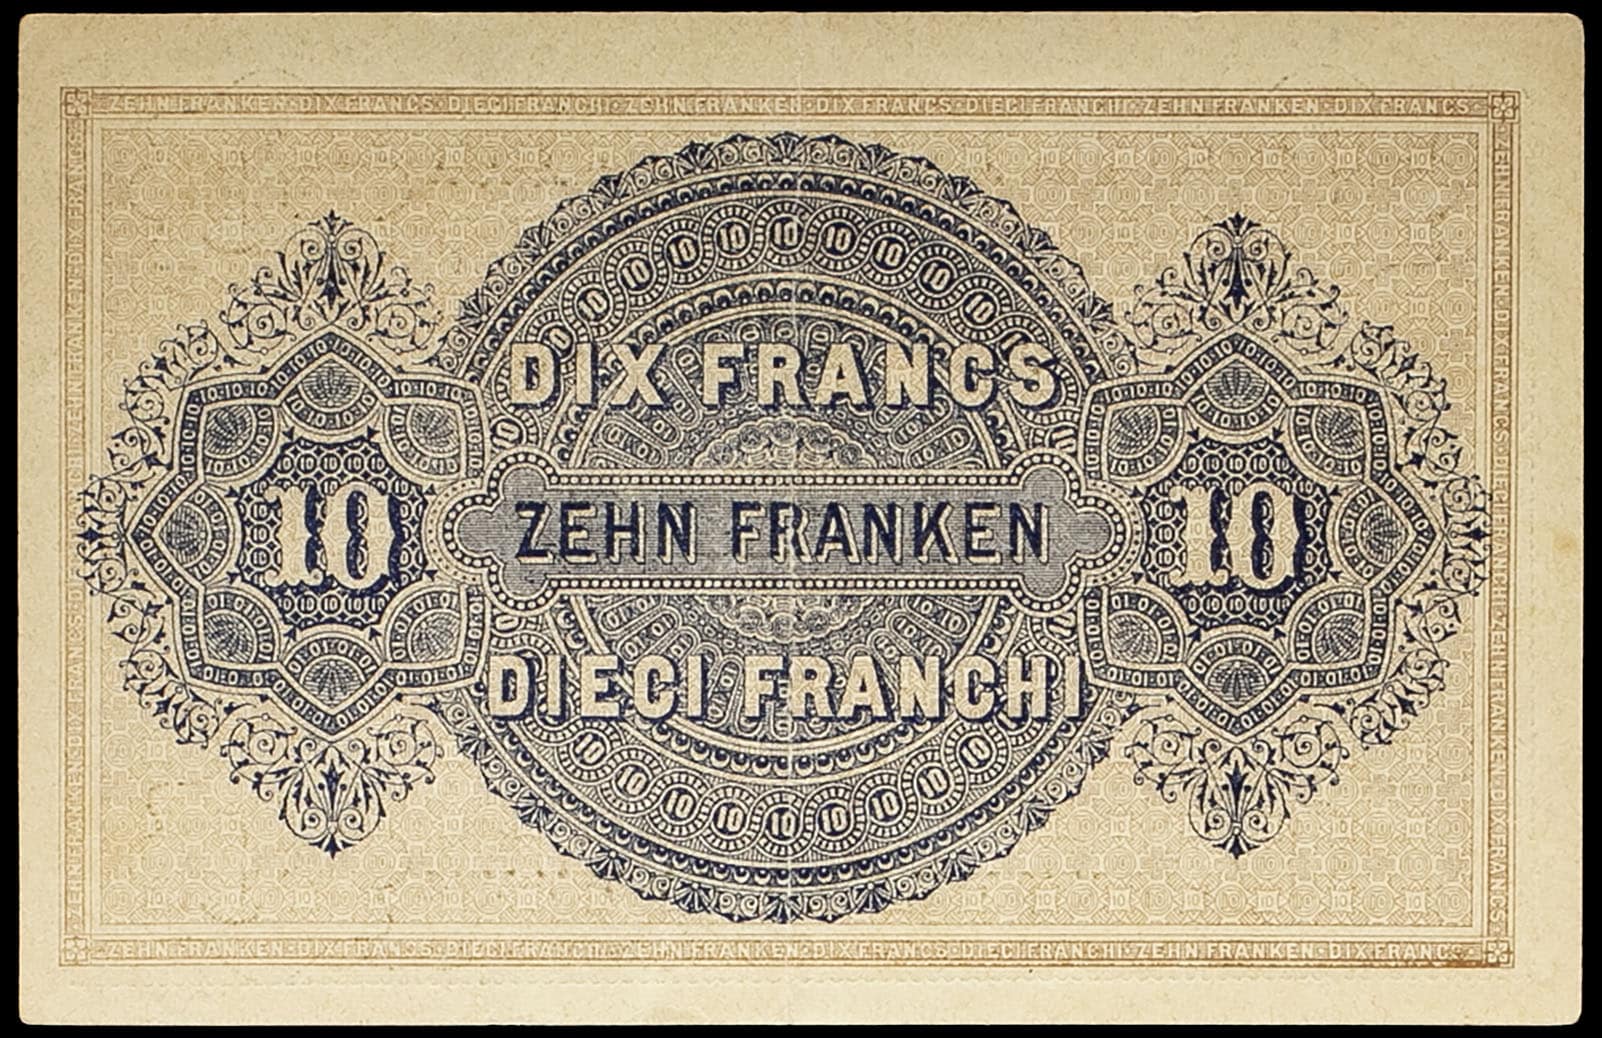 ZEHN FRANKEN·DIX FRANCS·DIECI FRANCHI·ZEHN FRANKEN·DIX FRANCS·DIECI FRANCHI·ZEHN FRANKEN·DIX FRANCS
DIX FRANCS
10 ZEHN FRANKEN 10
DIECI FRANCHI
ZEHN FRANKEN·DIX FRANCS·DIECI FRANCHI·ZEHN FRANKEN·DIX FRANCS·DIECI FRANCHI·ZEHN FRANKEN·DIX FRANCS